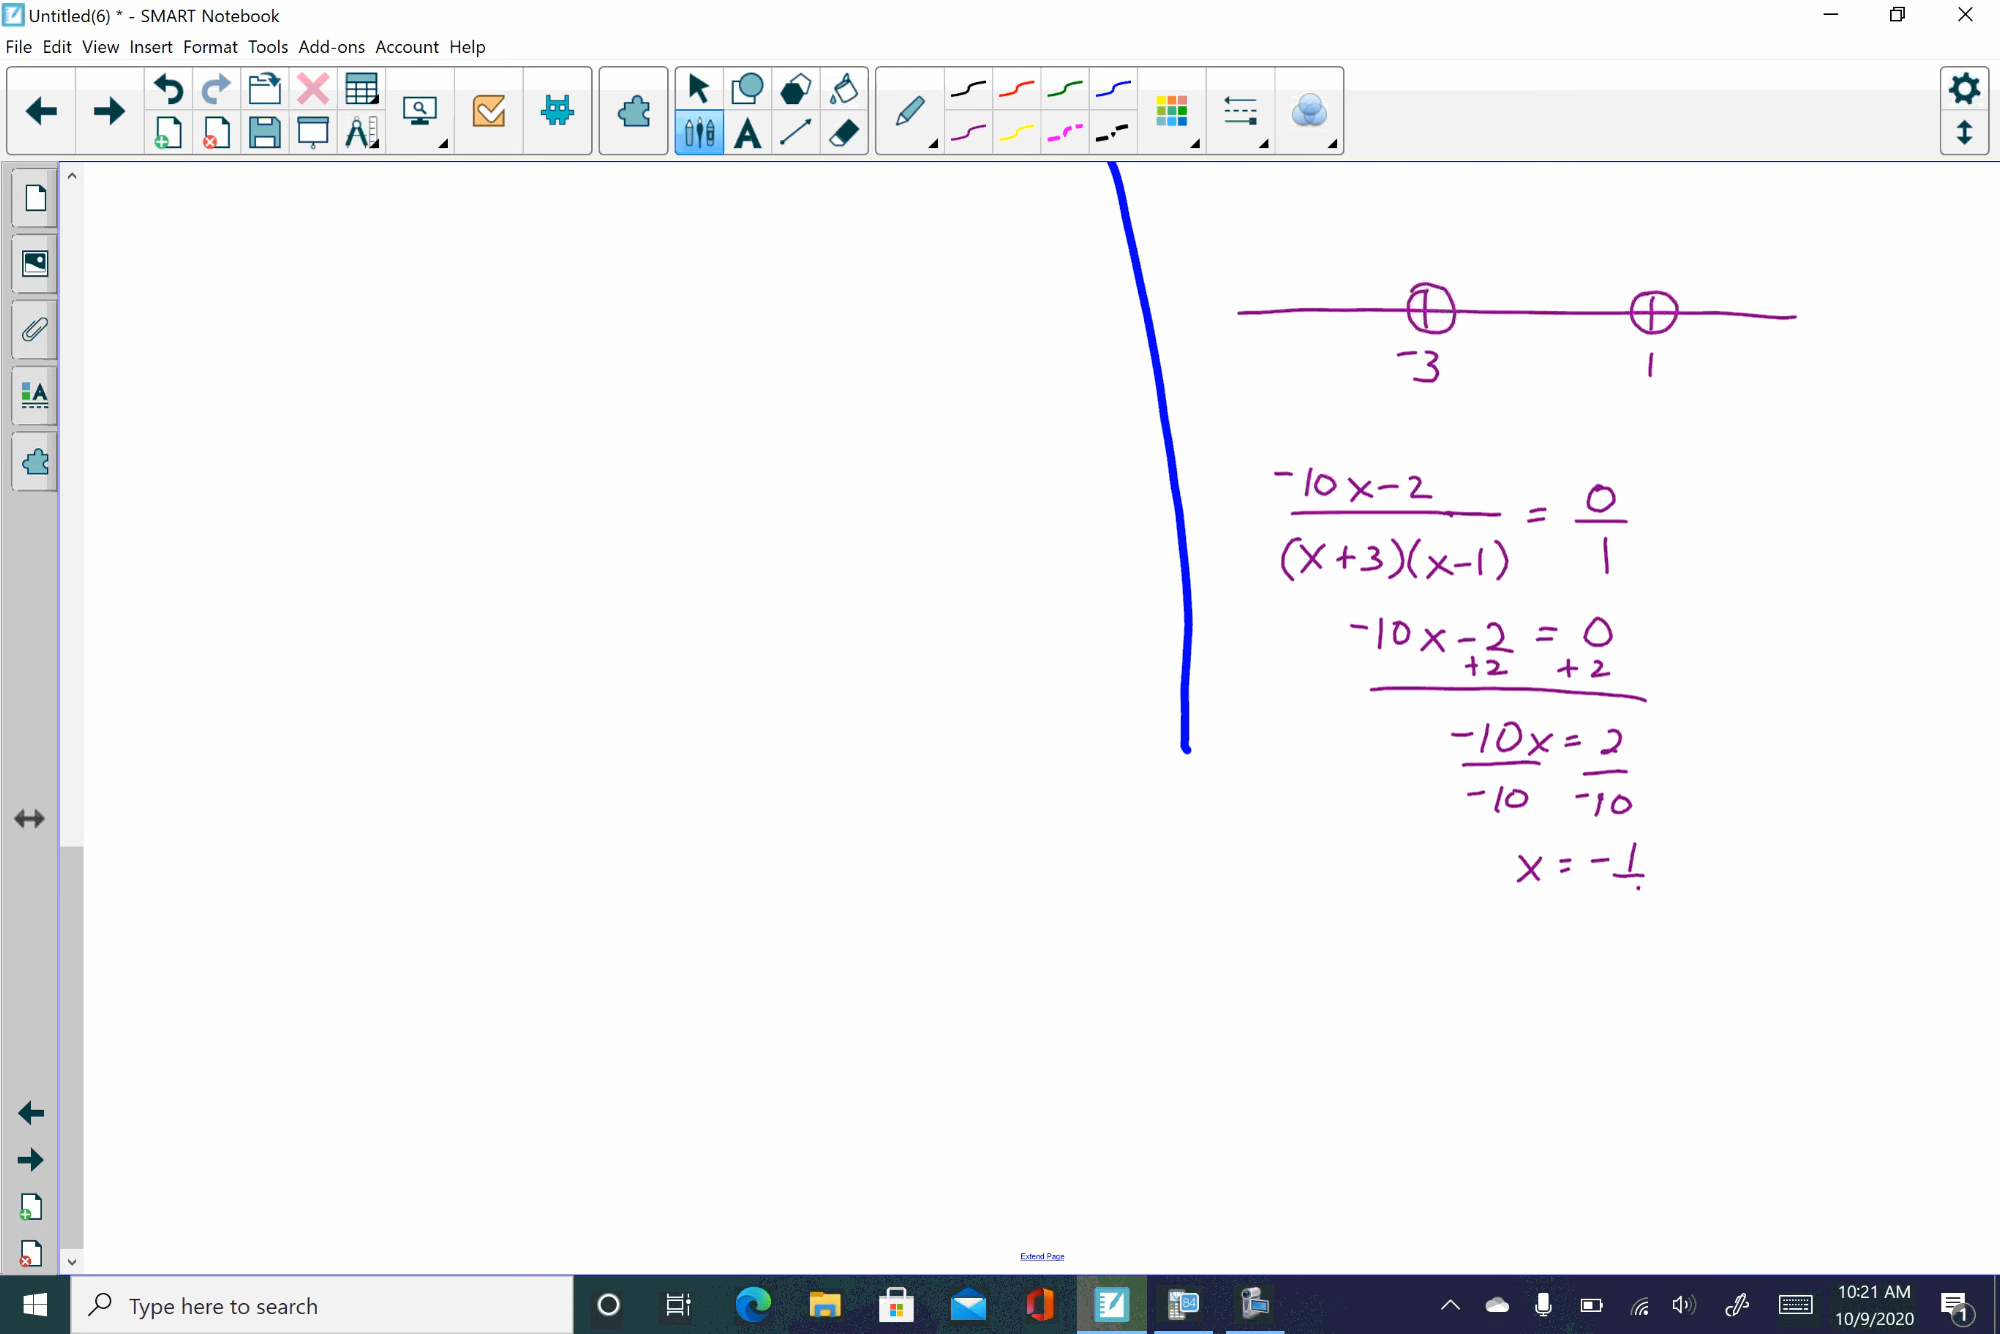 Untitled(6) * - SMART Notebook
File Edit View Insert Format Tools Add-ons Account Help
-3 1
-10x-2 = 0
(x+3)(x-1) 1
-10x-2 = 0
+2 +2
-10x = 2
-10 -10
x = -1
Extend Page
Type here to search
84
10:21 AM
10/9/2020
1